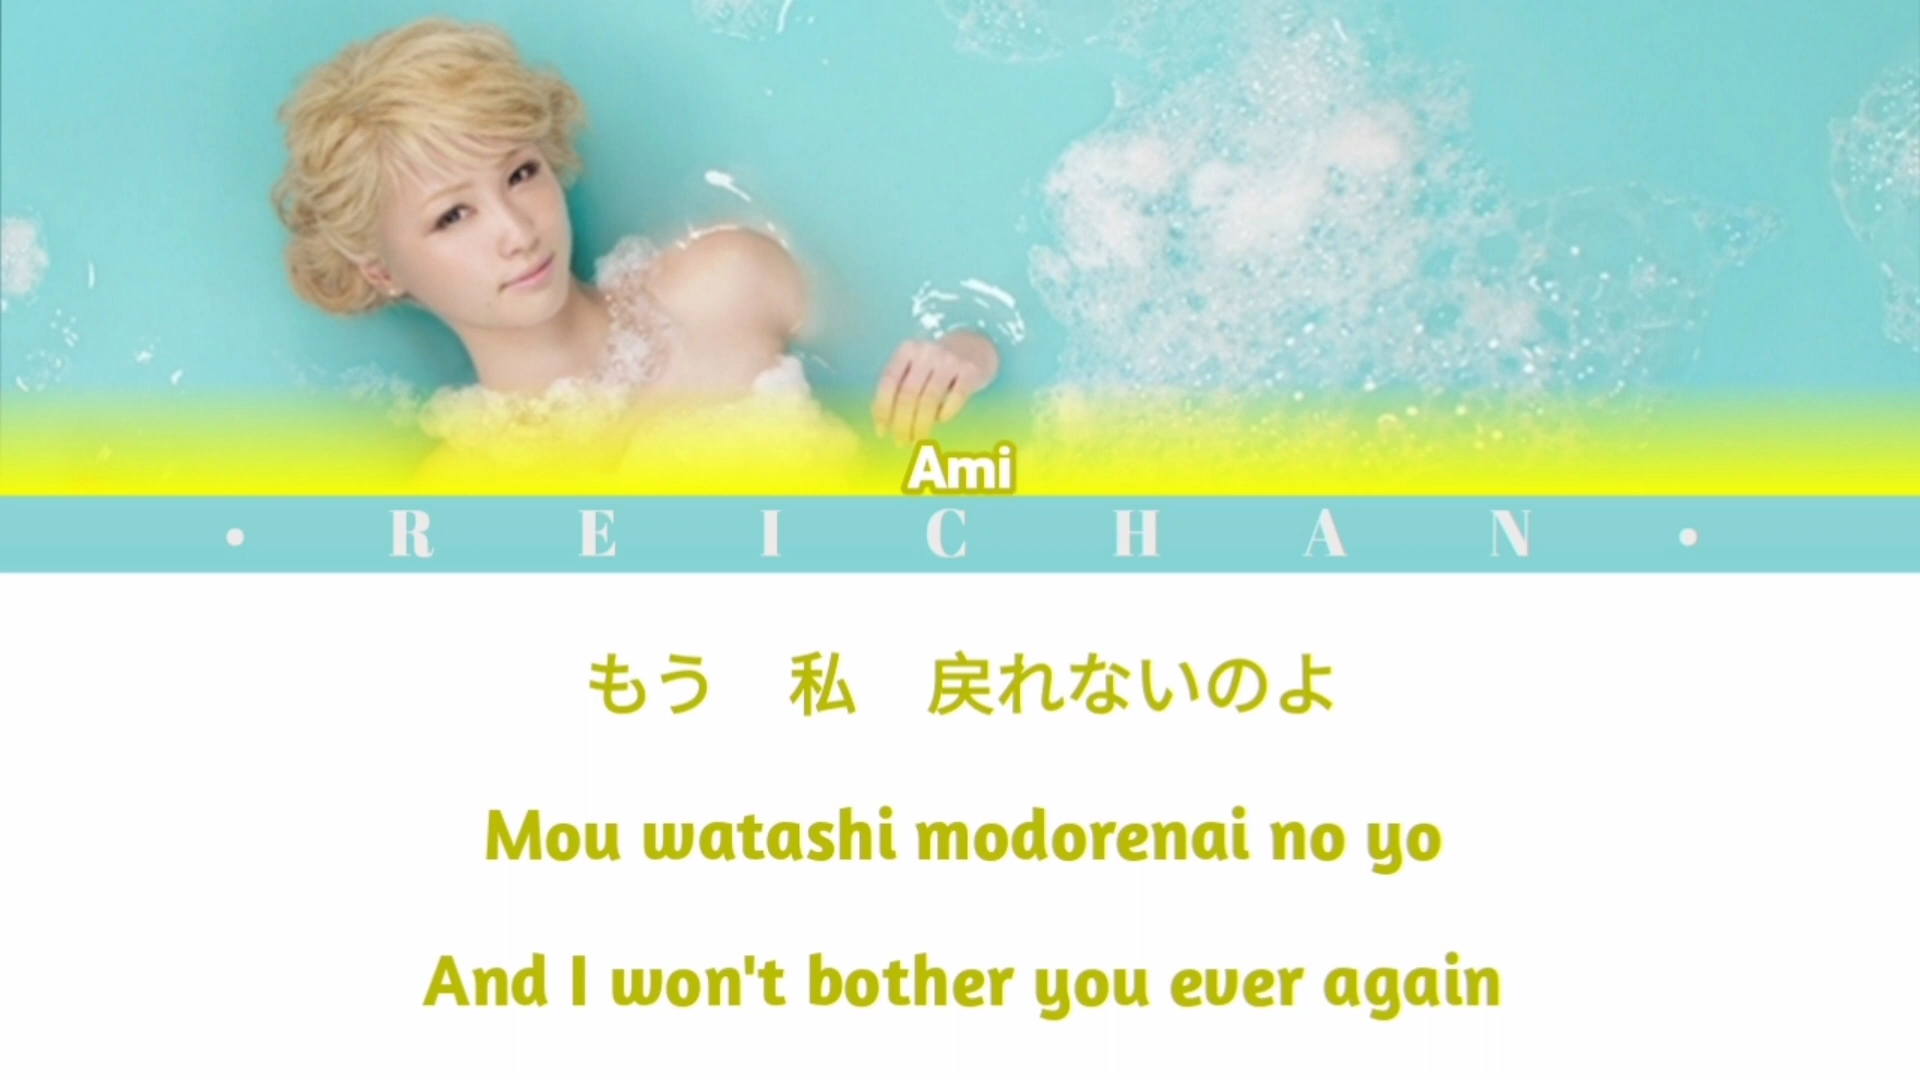 Ami
• R E I C H A N •
もう　私　戻れないのよ
Mou watashi modorenai no yo
And I won't bother you ever again